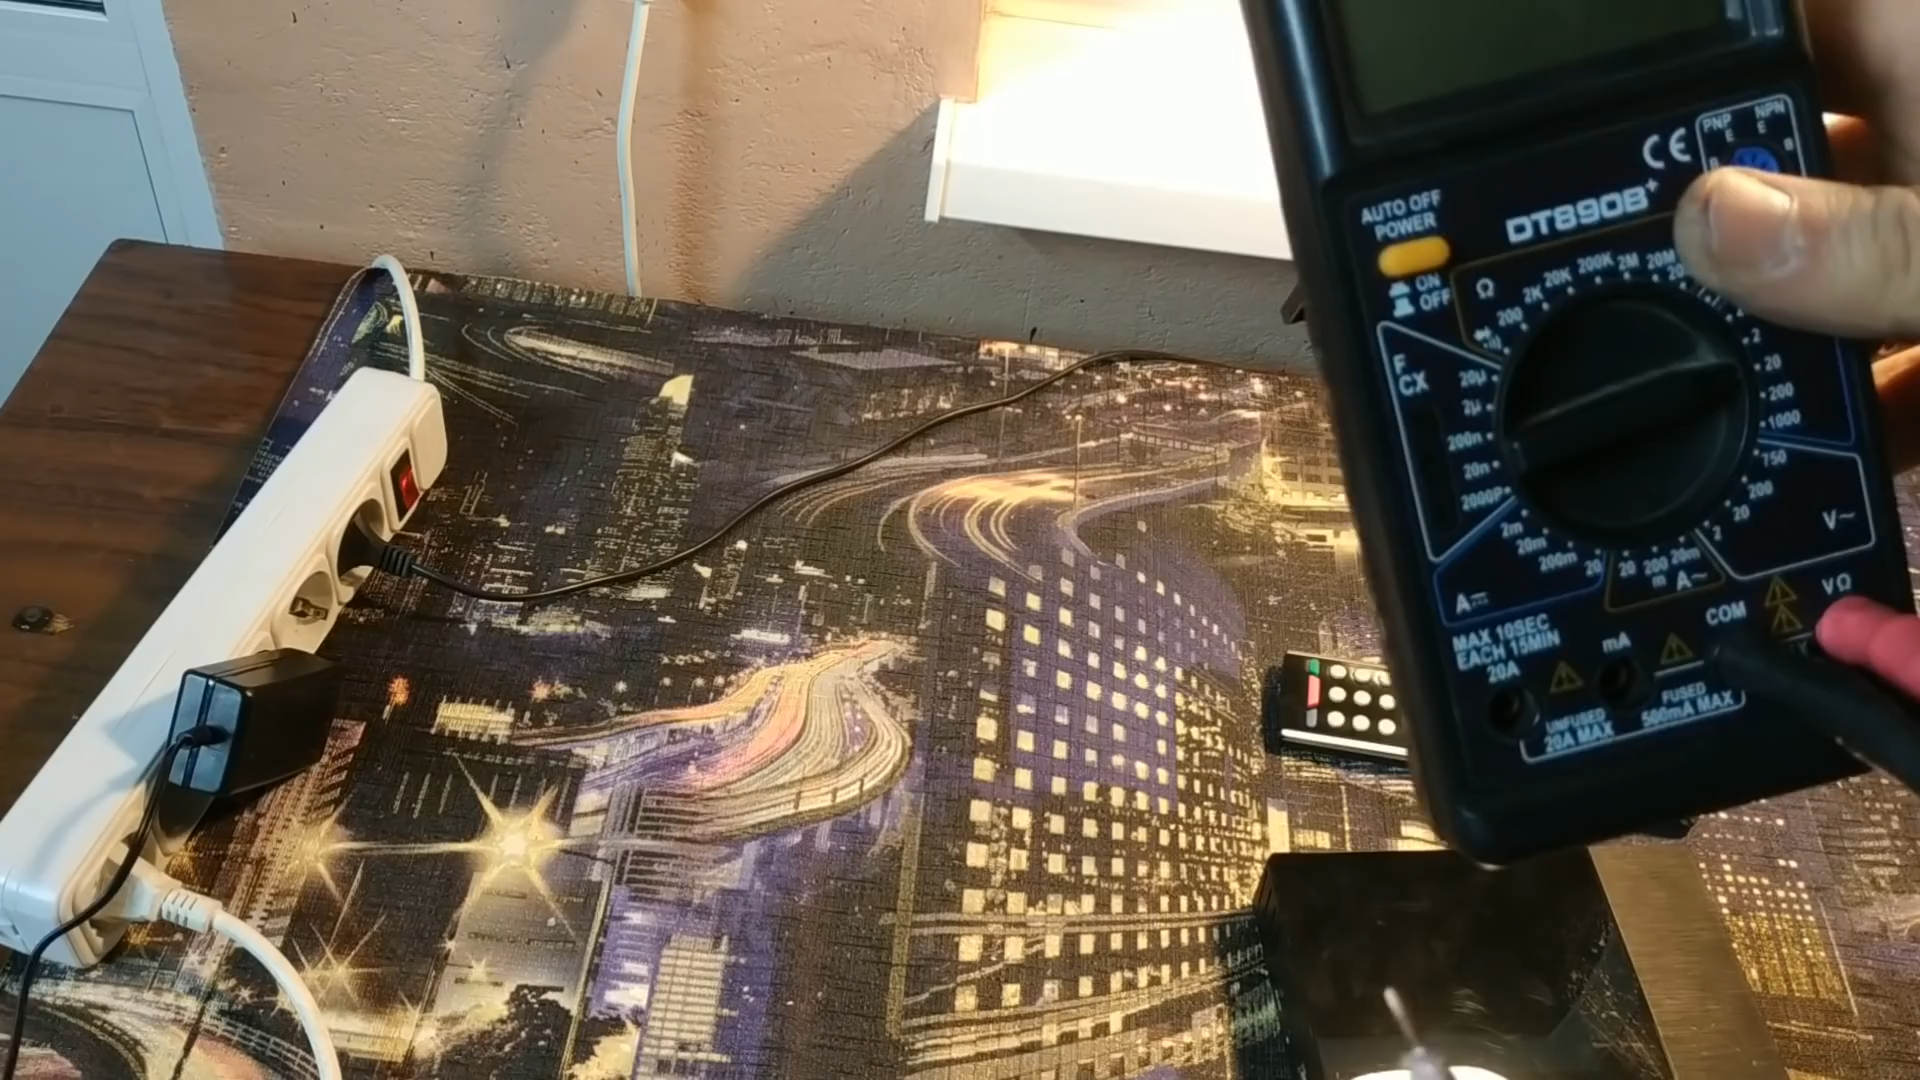 PNP
NPN
E
E
B
B
CE
DT890B+
AUTO OFF
POWER
ON
OFF
Ω
200
2K
20K
200K
2M
20M
2
20
200
1000
F
CX
20µ
2µ
200n
20n
2000P
750
200
20
2
V~
2m
20m
200m
20
A⎓
20
200
m
20m
A~
MAX 10SEC
EACH 15MIN
20A
mA
COM
VΩ
UNFUSED
20A MAX
FUSED
500mA MAX